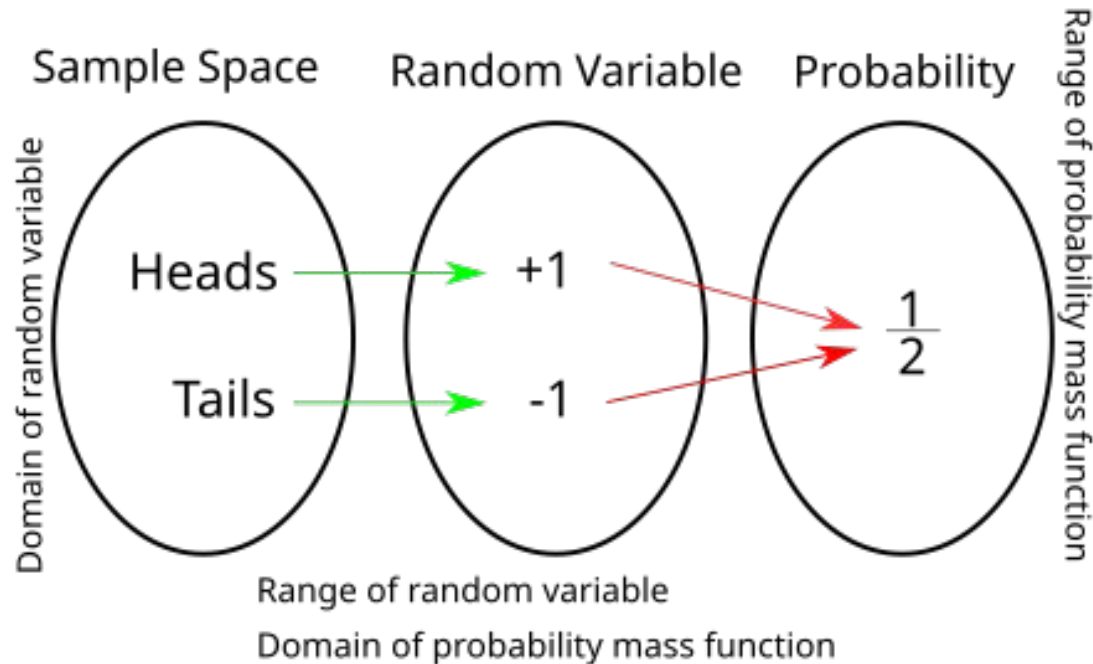 Sample Space
Random Variable
Probability
Domain of random variable
Heads
+1
1
2
Tails
-1
Range of probability mass function
Range of random variable
Domain of probability mass function